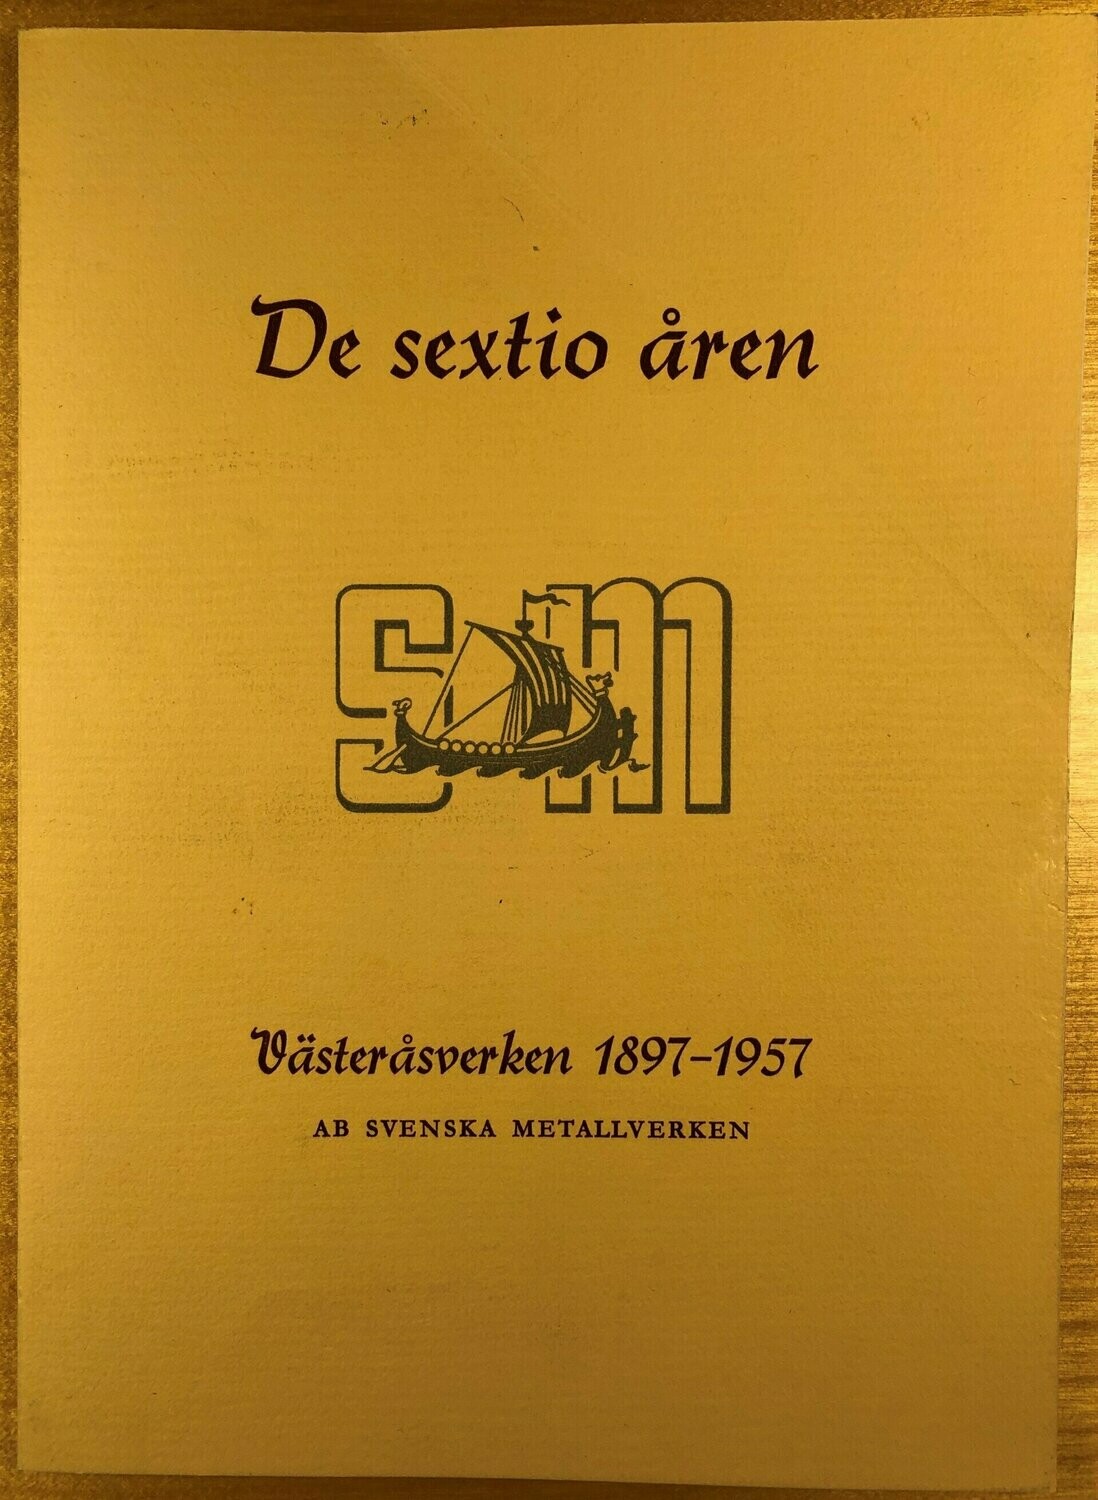 De sextio åren
SM
Västeråsverken 1897–1957
AB SVENSKA METALLVERKEN